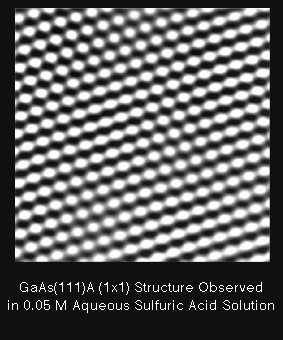 GaAs(111)A (1x1) Structure Observed
in 0.05 M Aqueous Sulfuric Acid Solution